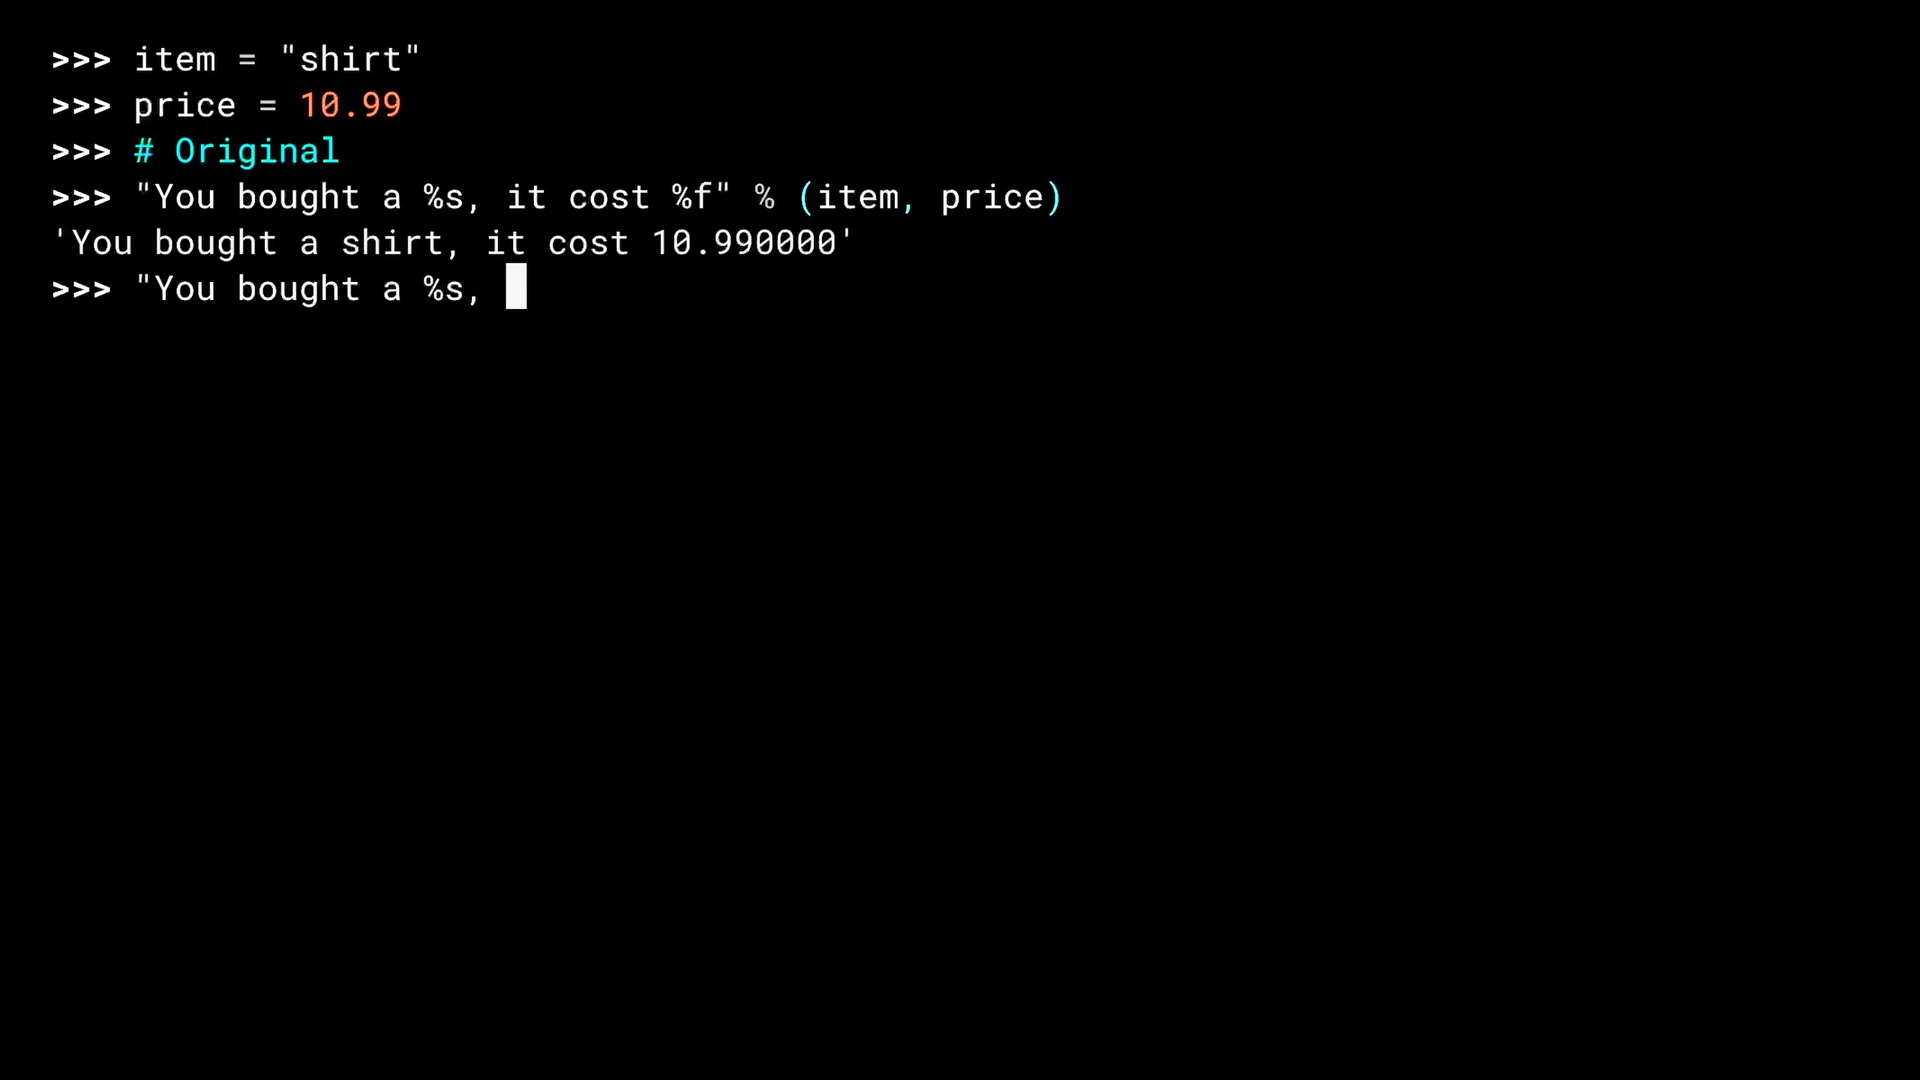 >>> item = "shirt"
>>> price = 10.99
>>> # Original
>>> "You bought a %s, it cost %f" % (item, price)
'You bought a shirt, it cost 10.990000'
>>> "You bought a %s,